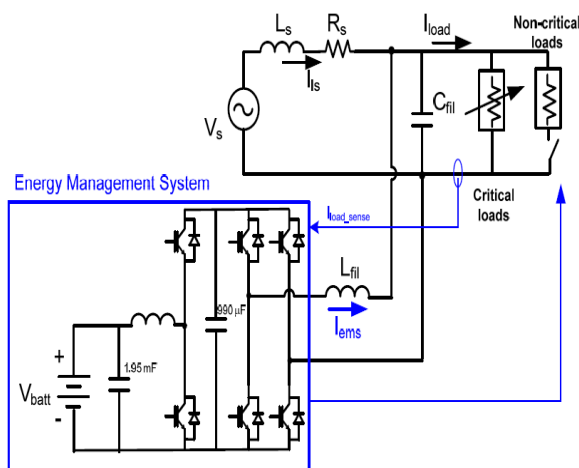 Ls
Rs
Iload
Non-critical
loads
IIs
Cfil
Vs
Energy Management System
Critical
loads
Iload_sense
Lfil
990 µF
Iems
+
1.95 mF
Vbatt
-